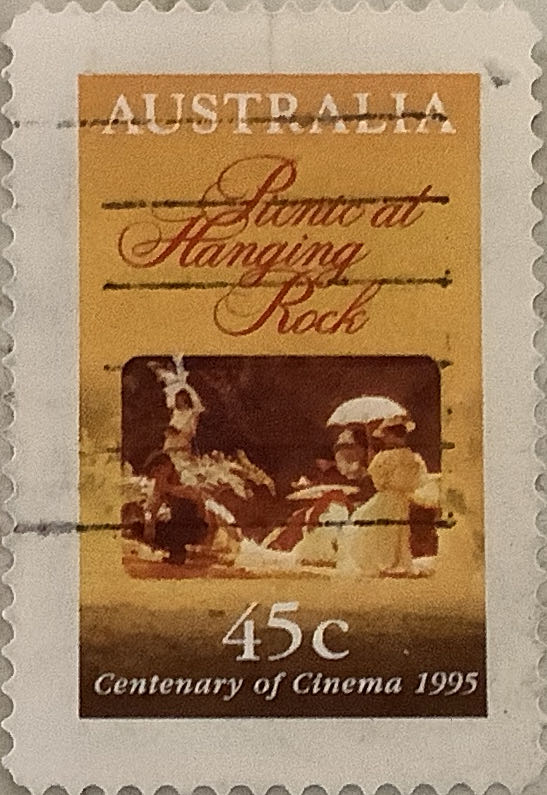 AUSTRALIA
Picnic at
Hanging
Rock
45c
Centenary of Cinema 1995